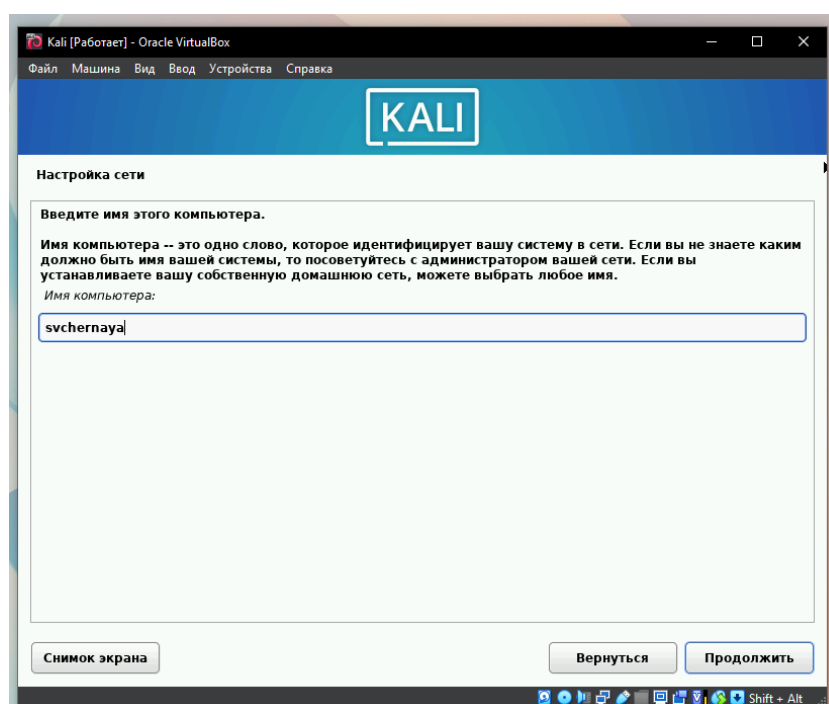 Kali [Работает] - Oracle VirtualBox
Файл Машина Вид Ввод Устройства Справка
KALI
Настройка сети
Введите имя этого компьютера.
Имя компьютера -- это одно слово, которое идентифицирует вашу систему в сети. Если вы не знаете каким
должно быть имя вашей системы, то посоветуйтесь с администратором вашей сети. Если вы
устанавливаете вашу собственную домашнюю сеть, можете выбрать любое имя.
Имя компьютера:
svchernaya
Снимок экрана Вернуться Продолжить
Shift + Alt